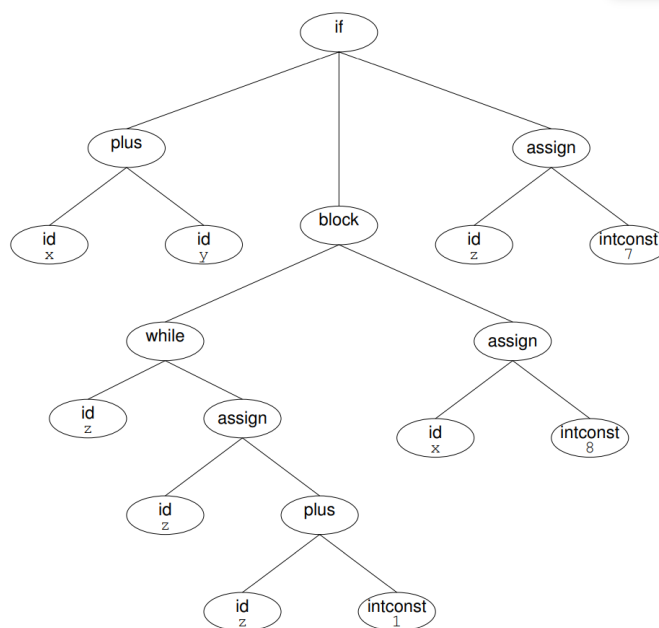 if
plus
assign
block
id
x
id
y
id
z
intconst
7
while
assign
id
z
assign
id
x
intconst
8
id
z
plus
id
z
intconst
1